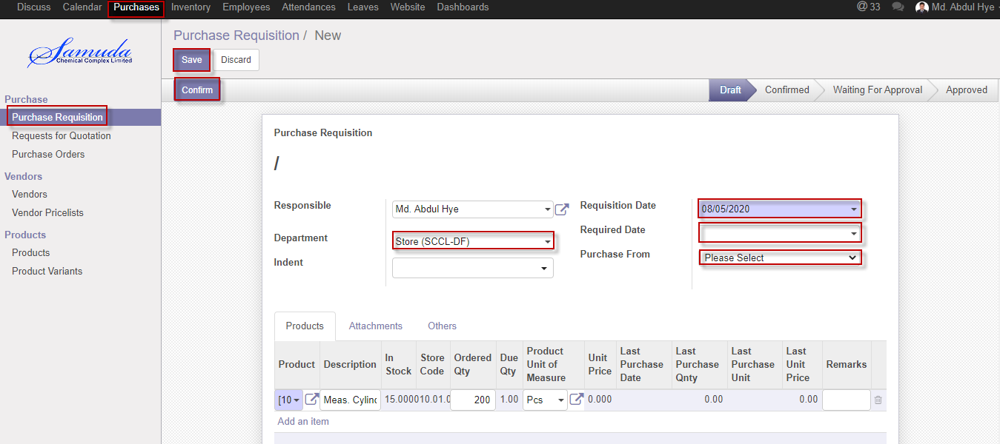 Discuss Calendar Purchases Inventory Employees Attendances Leaves Website Dashboards @ 33 Md. Abdul Hye
Samuda
Chemical Complex Limited
Purchase Requisition / New
Save Discard
Confirm Draft Confirmed Waiting For Approval Approved
Purchase
Purchase Requisition
Requests for Quotation
Purchase Orders
Vendors
Vendors
Vendor Pricelists
Products
Products
Product Variants
Purchase Requisition
/
Responsible Md. Abdul Hye Requisition Date 08/05/2020
Department Store (SCCL-DF) Required Date
Indent Purchase From Please Select
Products Attachments Others
Product Description In Stock Store Code Ordered Qty Due Qty Product Unit of Measure Unit Price Last Purchase Date Last Purchase Qnty Last Purchase Unit Last Unit Price Remarks
[10 Meas. Cylin 15.000 10.01.0 200 1.00 Pcs 0.000 0.00 0.00
Add an item